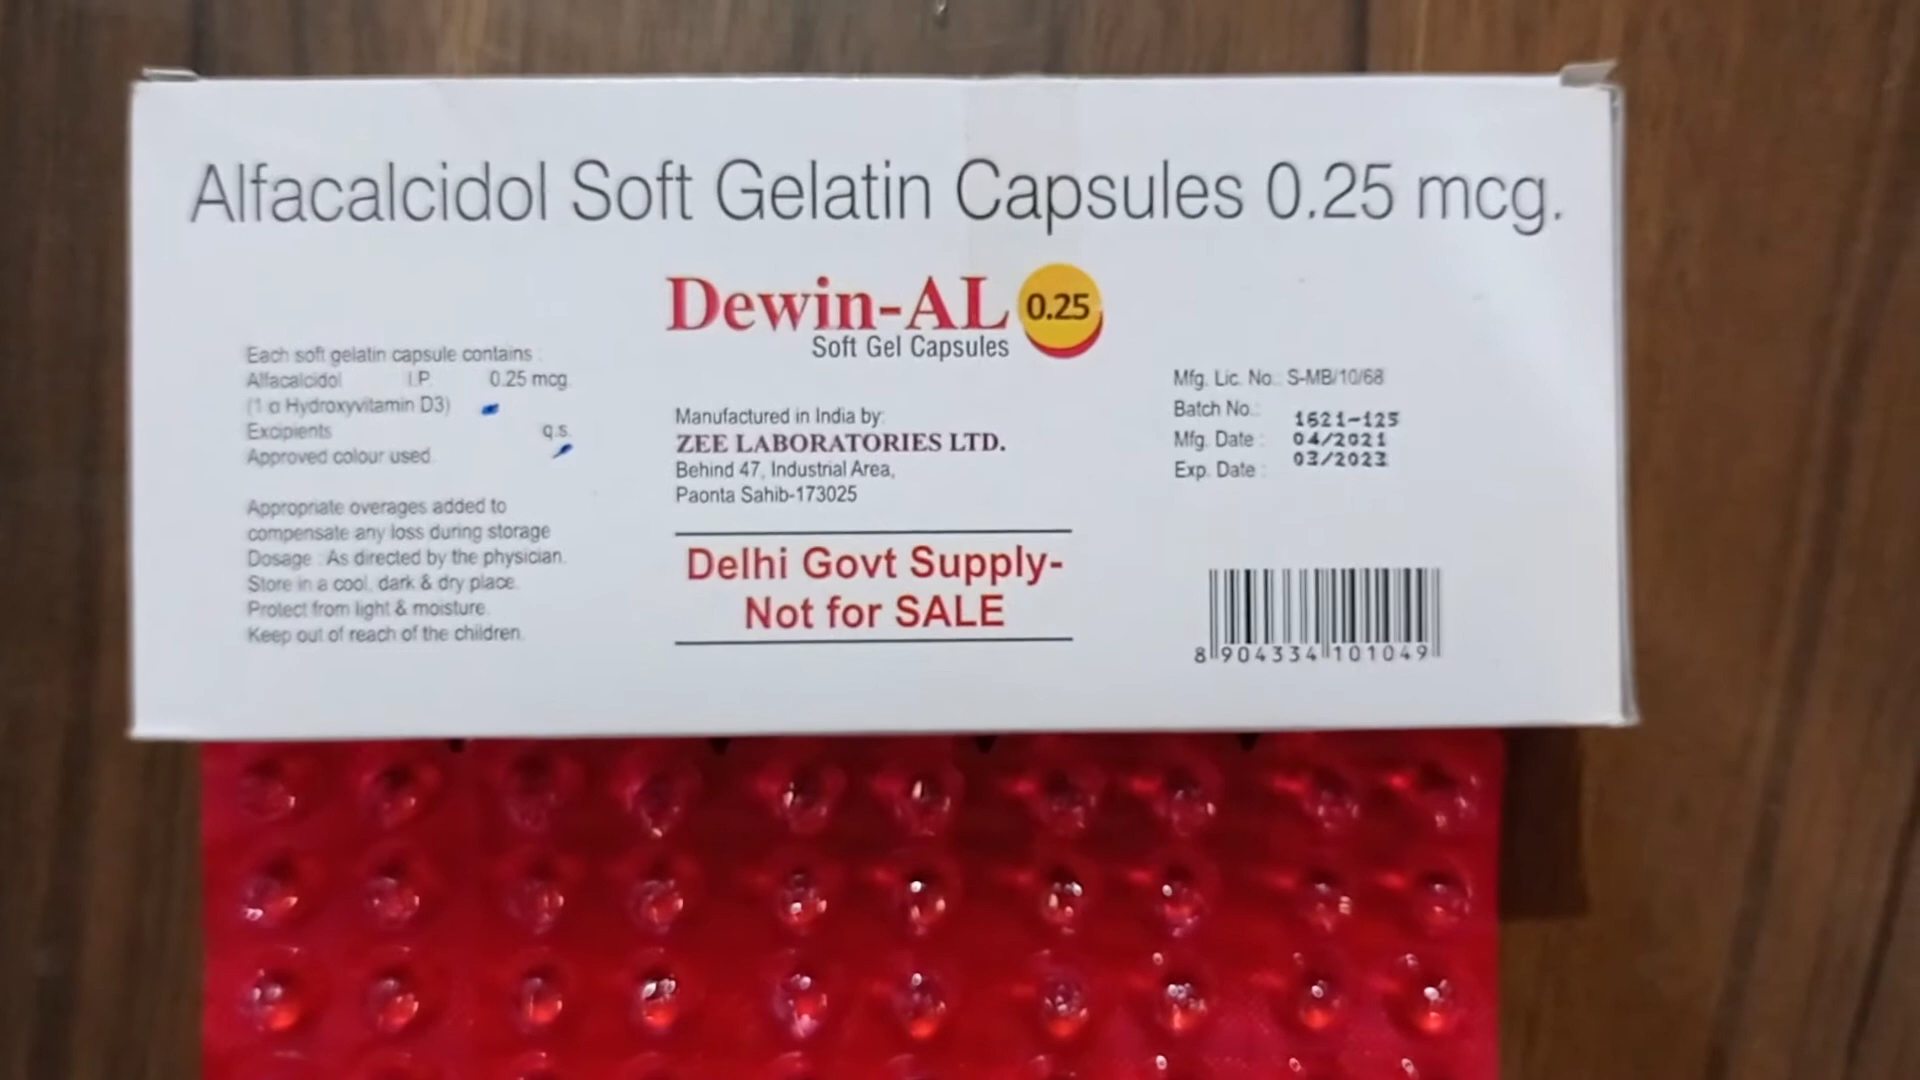 Alfacalcidol Soft Gelatin Capsules 0.25 mcg.
Dewin-AL 0.25
Soft Gel Capsules
Each soft gelatin capsule contains :
Alfacalcidol I.P. 0.25 mcg.
(1 α Hydroxyvitamin D3)
Excipients q.s.
Approved colour used.
Appropriate overages added to
compensate any loss during storage
Dosage : As directed by the physician.
Store in a cool, dark & dry place.
Protect from light & moisture.
Keep out of reach of the children.
Manufactured in India by:
ZEE LABORATORIES LTD.
Behind 47, Industrial Area,
Paonta Sahib-173025
Delhi Govt Supply-
Not for SALE
Mfg. Lic. No.: S-MB/10/68
Batch No.: 1621-125
Mfg. Date : 04/2021
Exp. Date : 03/2023
8 904334 101049